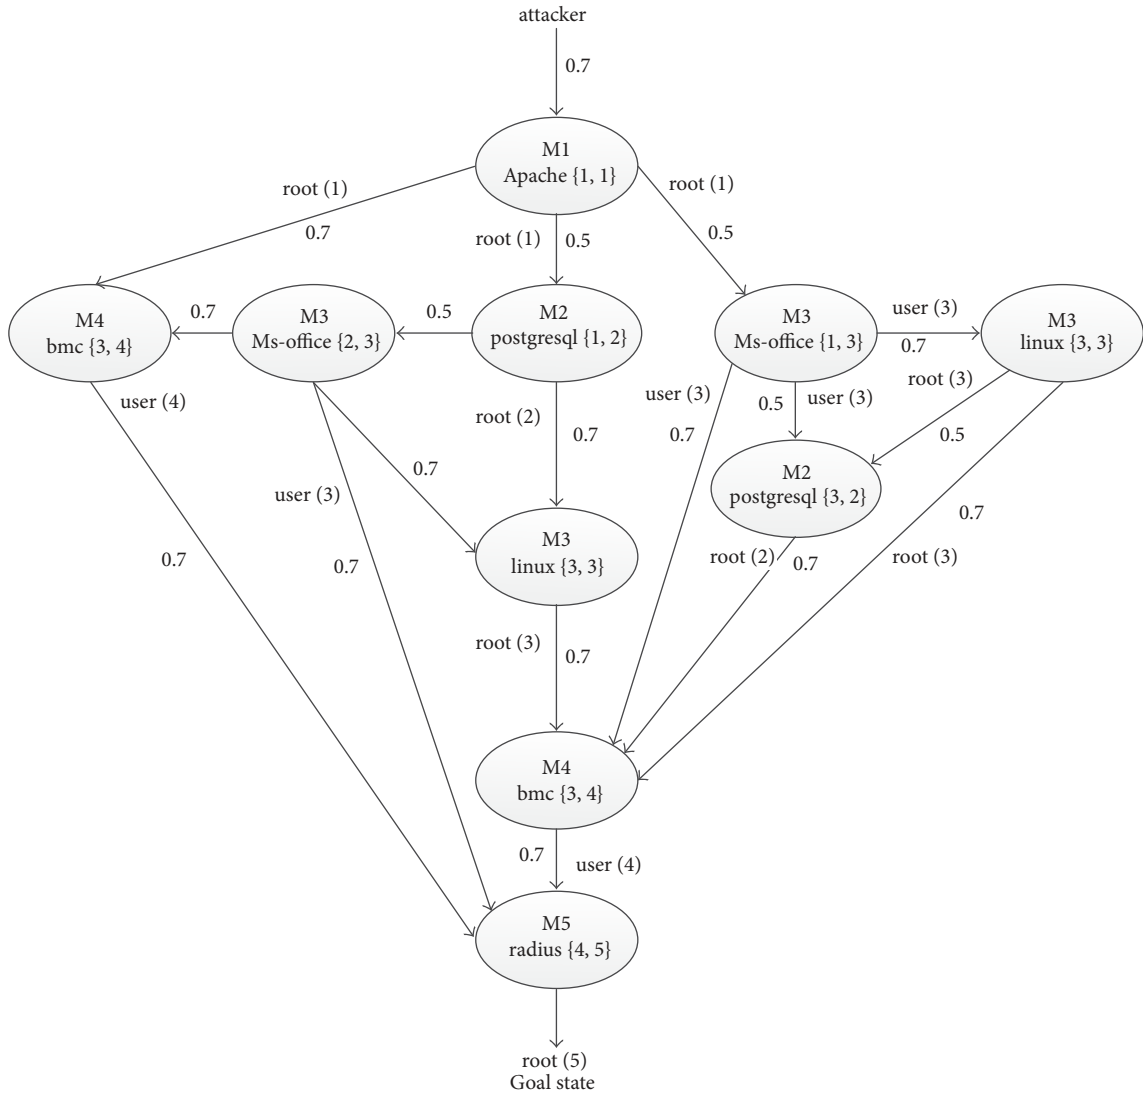 attacker
0.7
M1
Apache {1, 1}
root (1)
root (1)
0.7
root (1)
0.5
0.5
M4
bmc {3, 4}
0.7
M3
Ms-office {2, 3}
0.5
M2
postgresql {1, 2}
M3
Ms-office {1, 3}
user (3)
0.7
M3
linux {3, 3}
user (4)
root (2)
0.7
user (3)
0.7
0.5
user (3)
root (3)
0.5
M2
postgresql {3, 2}
0.7
user (3)
0.7
0.7
M3
linux {3, 3}
root (2)
0.7
0.7
root (3)
root (3)
0.7
M4
bmc {3, 4}
0.7
user (4)
M5
radius {4, 5}
root (5)
Goal state